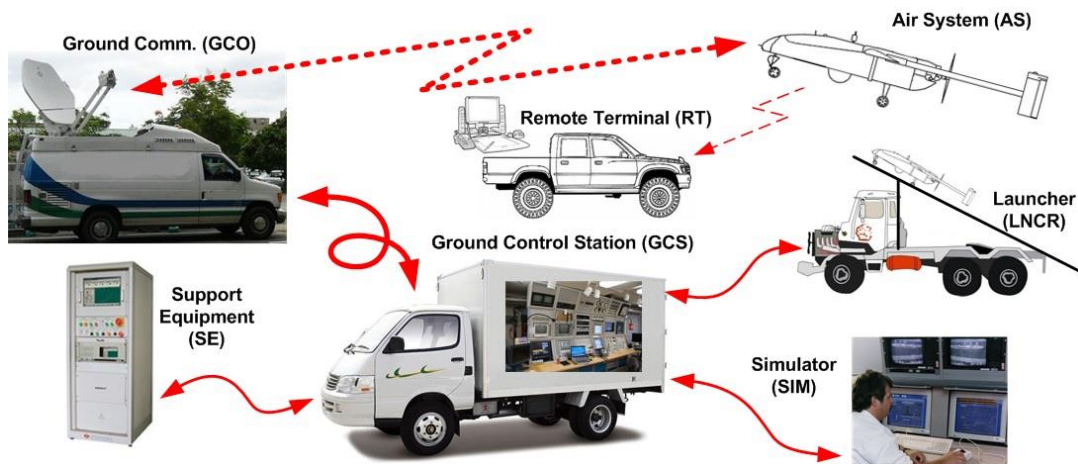 Ground Comm. (GCO)
Air System (AS)
Remote Terminal (RT)
Launcher
(LNCR)
Ground Control Station (GCS)
Support
Equipment
(SE)
Simulator
(SIM)